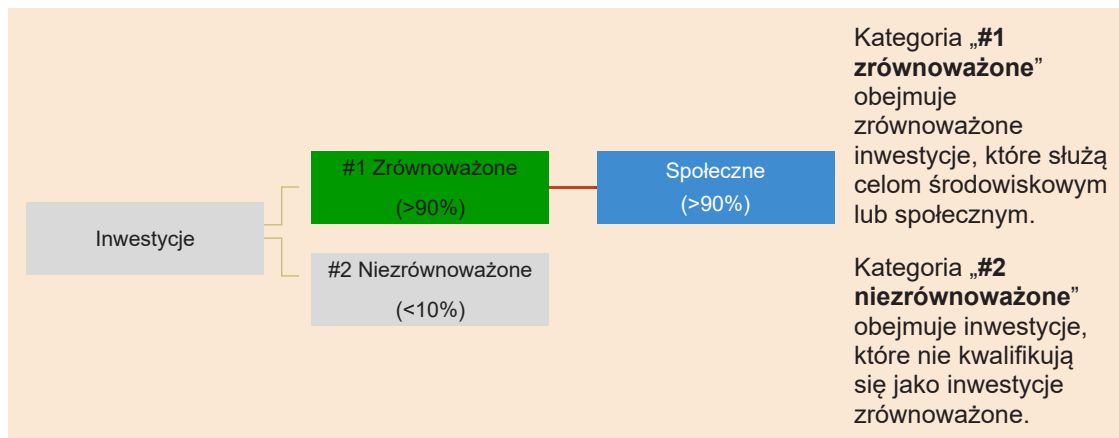 Inwestycje
#1 Zrównoważone
(>90%)
Społeczne
(>90%)
#2 Niezrównoważone
(<10%)
Kategoria „#1
zrównoważone”
obejmuje
zrównoważone
inwestycje, które służą
celom środowiskowym
lub społecznym.
Kategoria „#2
niezrównoważone”
obejmuje inwestycje,
które nie kwalifikują
się jako inwestycje
zrównoważone.